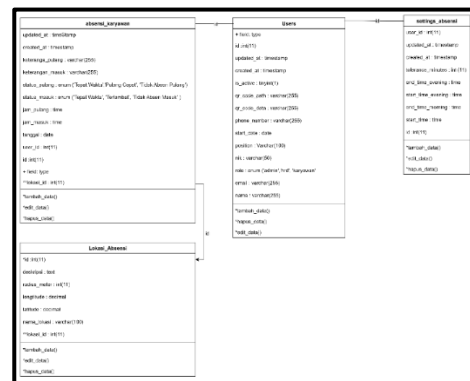 absensi_karyawan
updated_at : timestamp
created_at : timestamp
keterangan_pulang : varchar(255)
keterangan_masuk : varchar(255)
status_pulang : enum ('Tepat Waktu' 'Pulang Cepat', 'Tidak Absen Pulang')
status_masuk : enum ('Tepat Waktu', 'Terlambat', 'Tidak Absen Masuk')
jam_pulang : time
jam_masuk : time
tanggal : date
user_id : int(11)
id :int(11)
+ field: type
*lokasi_id : int(11)
*tambah_data()
*edit_data()
*hapus_data()
Users
+ field: type
id :int(11)
updated_at : timestamp
created_at : timestamp
is_active : tinyint(1)
qr_code_path : varchar(255)
qr_code_data : varchar(255)
phone_number : varchar(255)
start_date : date
position : Varchar(100)
nik : varchar(50)
role : enum ('admin','hrd' 'karyawan'
email : varchar(255)
name : varchar(255)
*tambah_data()
*hapus_data()
*edit_data()
settings_absensi
user_id : int(11)
updated_at : timestamp
created_at : timestamp
tolerance_minutes : int(11)
end_time_evening : time
start_time_evening : time
end_time_morning : time
start_time : time
id : int(11)
*tambah_data()
*edit_data()
*hapus_data()
Lokasi_Absensi
*id :int(11)
deskripsi : text
radius_meter : int(11)
longitude : decimal
latitude : decimal
nama_lokasi : varchar(100)
*lokasi_id : int(11)
*tambah_data()
*edit_data()
*hapus_data()